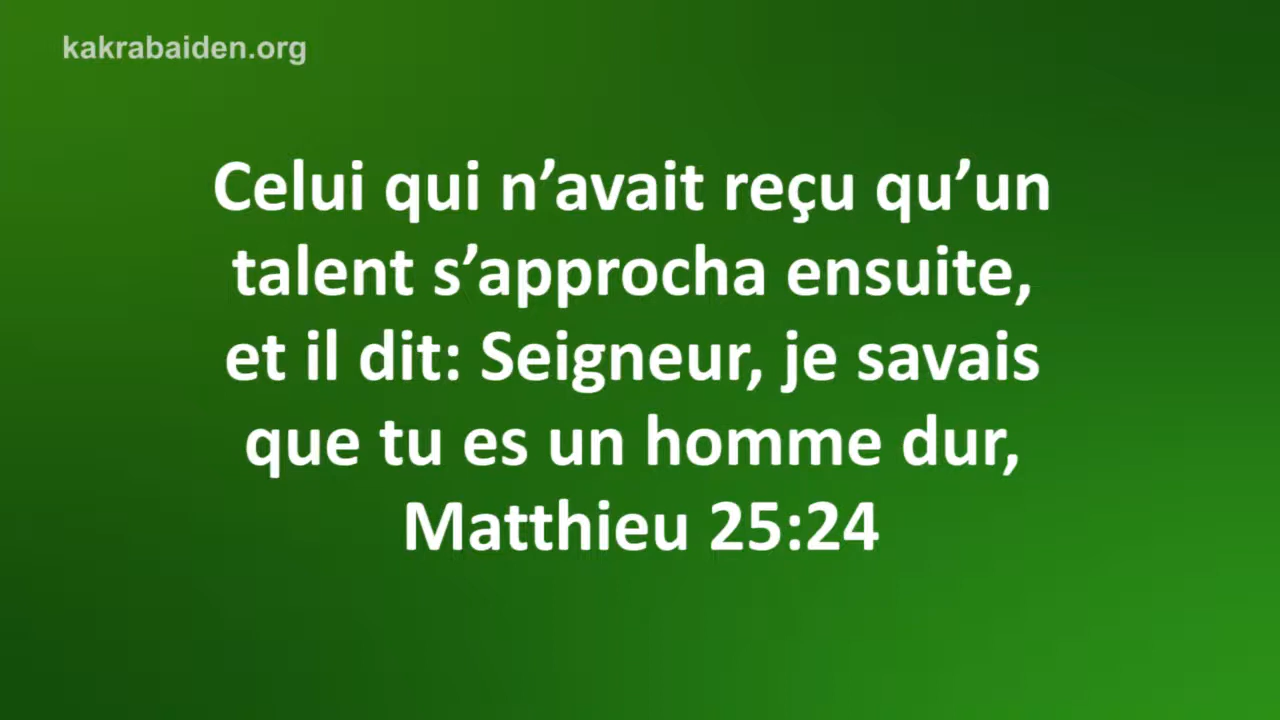 kakrabaiden.org
Celui qui n’avait reçu qu’un
talent s’approcha ensuite,
et il dit: Seigneur, je savais
que tu es un homme dur,
Matthieu 25:24